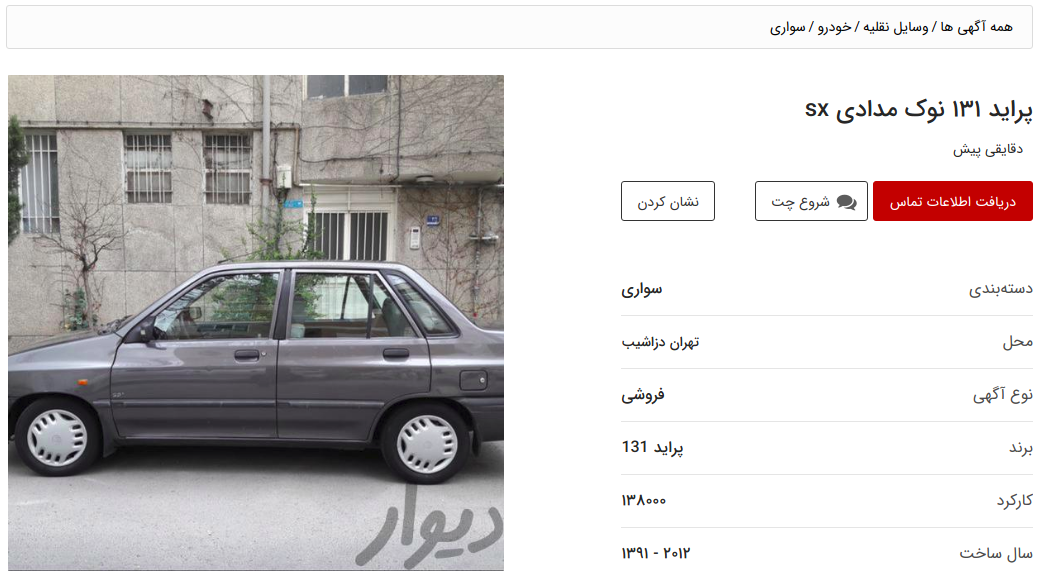 همه آگهی ها / وسایل نقلیه / خودرو / سواری
پراید ۱۳۱ نوک مدادی sx
دقایقی پیش
دریافت اطلاعات تماس
شروع چت
نشان کردن
دسته‌بندی سواری
محل تهران دزاشیب
نوع آگهی فروشی
برند پراید 131
کارکرد ۱۳۸۰۰۰
سال ساخت ۲۰۱۲ - ۱۳۹۱
دیوار